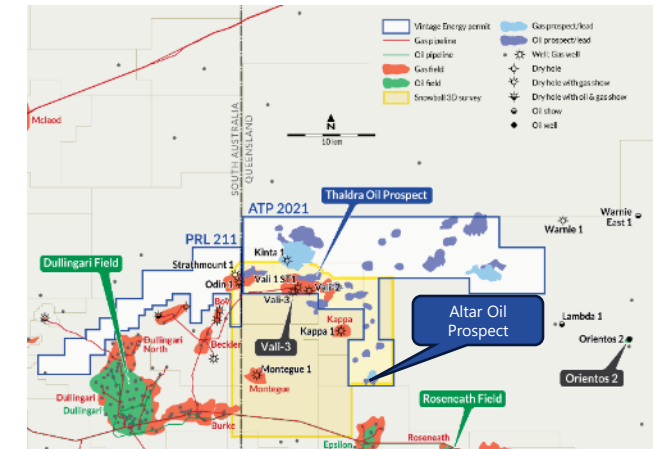 Vintage Energy permit
Gas pipeline
Oil pipeline
Gas field
Oil field
Snowball 3D survey
Gas prospect/lead
Oil prospect/lead
Well; Gas well
Dry hole
Dry hole with gas show
Dry hole with oil & gas show
Oil show
Oil well
Mcleod
SOUTH AUSTRALIA
QUEENSLAND
N
10 km
Thaldra Oil Prospect
ATP 2021
PRL 211
Warnie
East 1
Warnie 1
Kinta 1
Dullingari Field
Strathmount 1
Odin 1
Vali 1 ST1
Vali-2
Vali-3
Bow
Altar Oil
Prospect
Lambda 1
Kappa
Kappa 1
Beckler
Vali-3
Orientos 2
Dullingari
North
Orientos 2
Montegue 1
Montegue
Roseneath Field
Dullingari
Dullingari
Burke
Epsilon
Roseneath